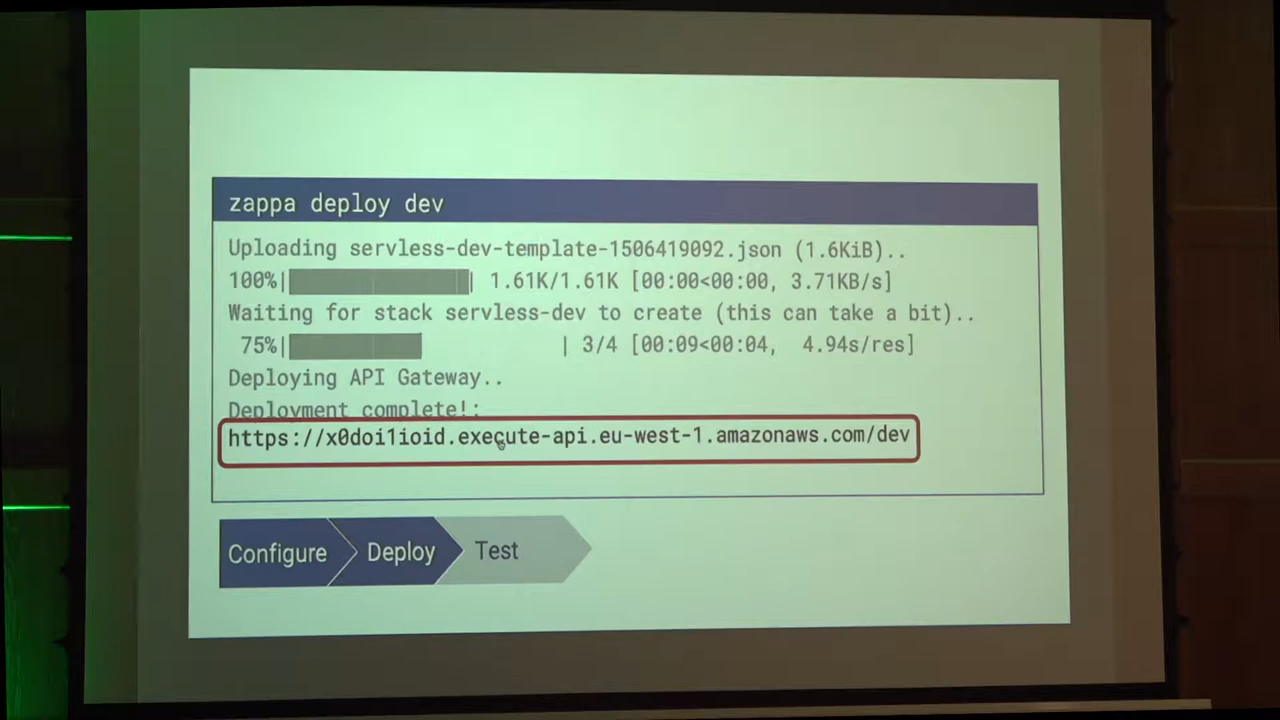 zappa deploy dev
Uploading servless-dev-template-1506419092.json (1.6KiB)..
100%| | 1.61K/1.61K [00:00<00:00, 3.71KB/s]
Waiting for stack servless-dev to create (this can take a bit)..
75%| | 3/4 [00:09<00:04, 4.94s/res]
Deploying API Gateway..
Deployment complete!:
https://x0doi1ioid.execute-api.eu-west-1.amazonaws.com/dev
Configure
Deploy
Test